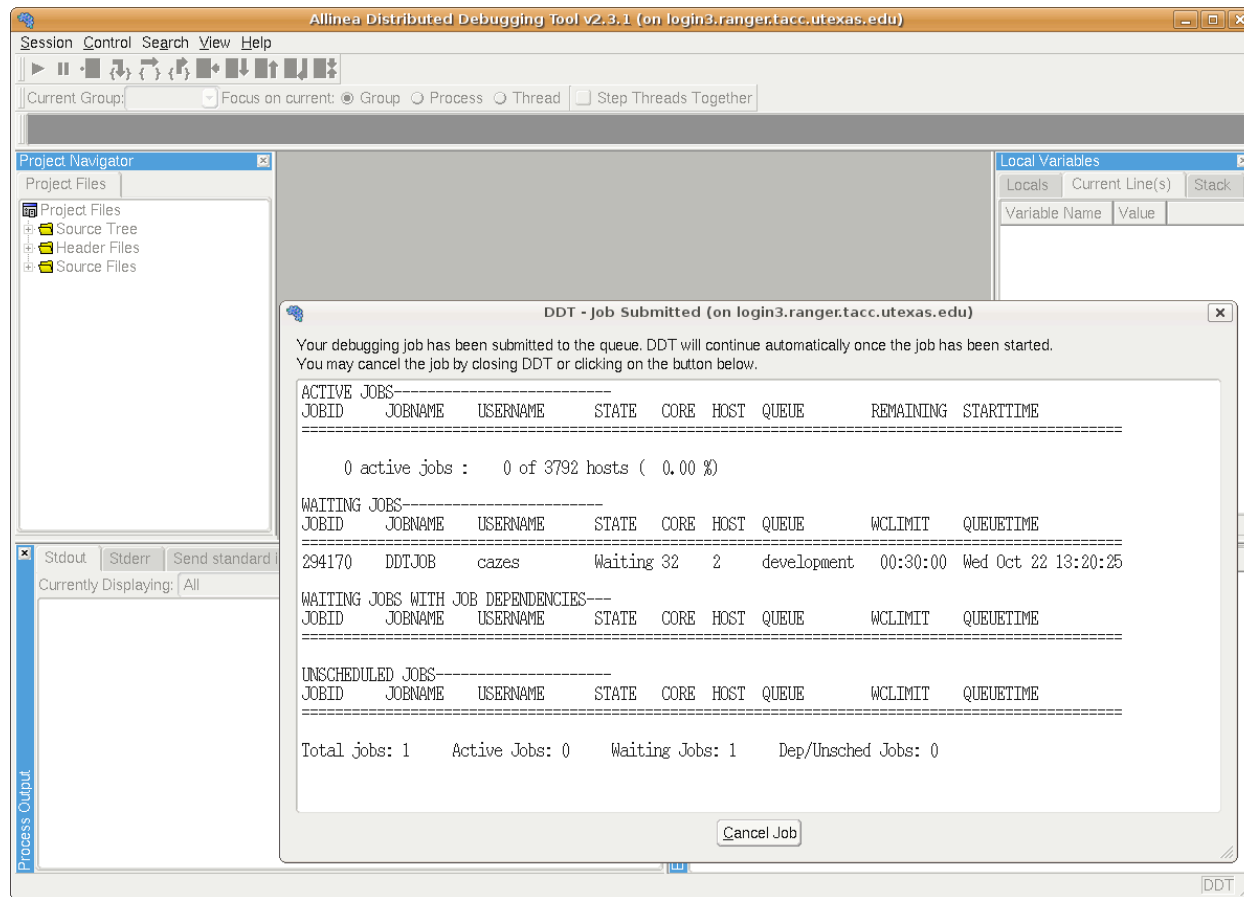 Allinea Distributed Debugging Tool v2.3.1 (on login3.ranger.tacc.utexas.edu)
Session Control Search View Help
Current Group: Focus on current: Group Process Thread Step Threads Together
Project Navigator
Project Files
Project Files
Source Tree
Header Files
Source Files
Local Variables
Locals Current Line(s) Stack
Variable Name Value
DDT - Job Submitted (on login3.ranger.tacc.utexas.edu)
Your debugging job has been submitted to the queue. DDT will continue automatically once the job has been started.
You may cancel the job by closing DDT or clicking on the button below.
ACTIVE JOBS--------------------------
JOBID JOBNAME USERNAME STATE CORE HOST QUEUE REMAINING STARTTIME
==================================================================================================
0 active jobs : 0 of 3792 hosts ( 0.00 %)
WAITING JOBS------------------------
JOBID JOBNAME USERNAME STATE CORE HOST QUEUE WCLIMIT QUEUETIME
==================================================================================================
294170 DDTJOB cazes Waiting 32 2 development 00:30:00 Wed Oct 22 13:20:25
WAITING JOBS WITH JOB DEPENDENCIES---
JOBID JOBNAME USERNAME STATE CORE HOST QUEUE WCLIMIT QUEUETIME
==================================================================================================
UNSCHEDULED JOBS---------------------
JOBID JOBNAME USERNAME STATE CORE HOST QUEUE WCLIMIT QUEUETIME
==================================================================================================
Total jobs: 1 Active Jobs: 0 Waiting Jobs: 1 Dep/Unsched Jobs: 0
Cancel Job
Stdout Stderr Send standard i
Currently Displaying: All
Process Output
DDT